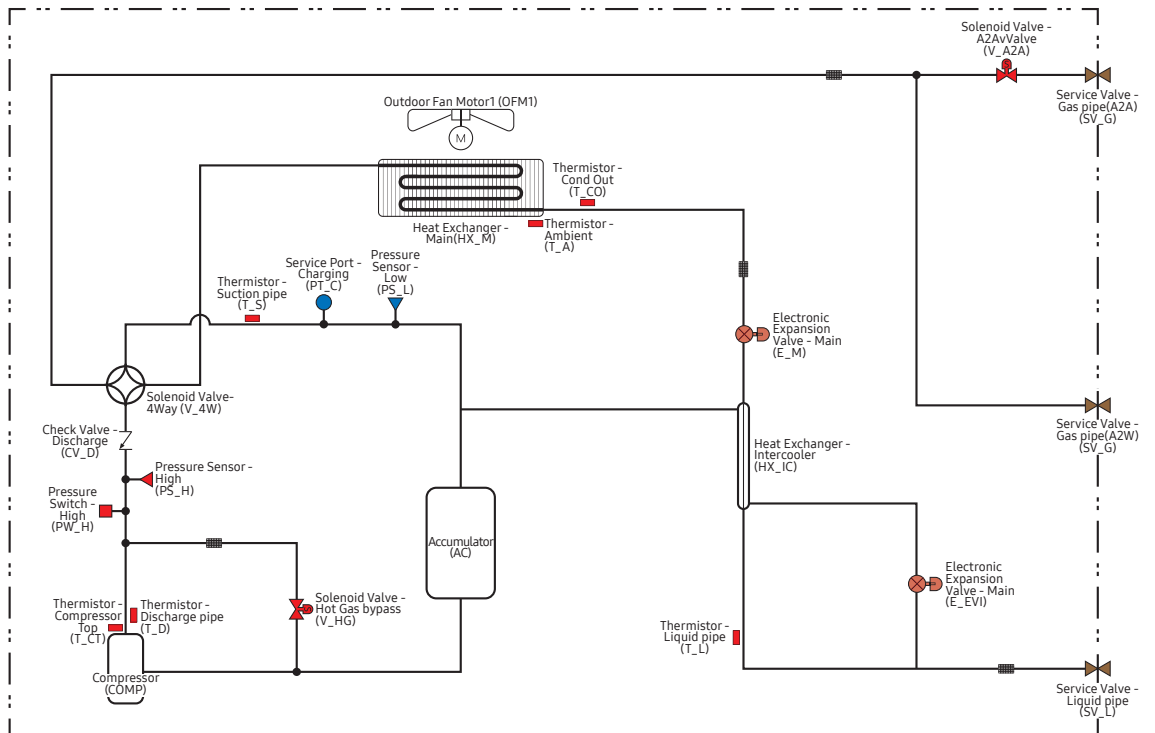 Solenoid Valve -
A2AvValve
(V_A2A)
S
Service Valve -
Gas pipe(A2A)
(SV_G)
Outdoor Fan Motor1 (OFM1)
M
Thermistor -
Cond Out
(T_CO)
Heat Exchanger -
Main(HX_M)
Thermistor -
Ambient
(T_A)
Thermistor -
Suction pipe
(T_S)
Service Port -
Charging
(PT_C)
Pressure
Sensor -
Low
(PS_L)
Electronic
Expansion
Valve - Main
(E_M)
Solenoid Valve-
4Way (V_4W)
Check Valve -
Discharge
(CV_D)
Pressure Sensor -
High
(PS_H)
Pressure
Switch -
High
(PW_H)
Heat Exchanger -
Intercooler
(HX_IC)
Service Valve -
Gas pipe(A2W)
(SV_G)
Accumulator
(AC)
Electronic
Expansion
Valve - Main
(E_EVI)
Thermistor -
Compressor
Top
(T_CT)
Thermistor -
Discharge pipe
(T_D)
Solenoid Valve -
Hot Gas bypass
(V_HG)
S
Thermistor -
Liquid pipe
(T_L)
Compressor
(COMP)
Service Valve -
Liquid pipe
(SV_L)